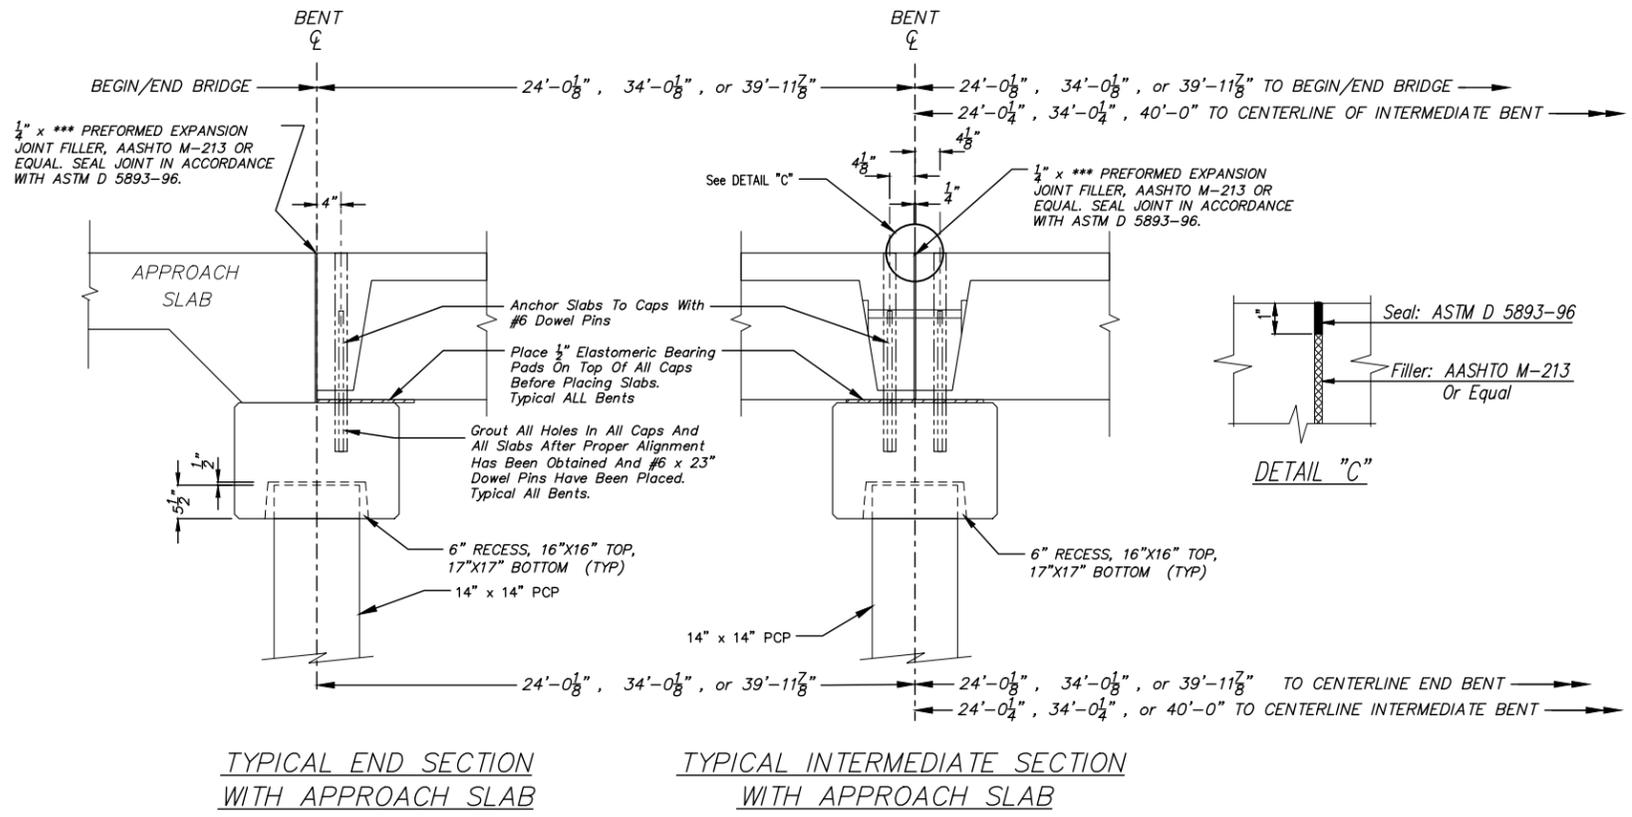 BENT
℄
BENT
℄
BEGIN/END BRIDGE
24'-0⅛", 34'-0⅛", or 39'-11⅞"
24'-0⅛", 34'-0⅛", or 39'-11⅞" TO BEGIN/END BRIDGE
24'-0¼", 34'-0¼", 40'-0" TO CENTERLINE OF INTERMEDIATE BENT
¼" x *** PREFORMED EXPANSION
JOINT FILLER, AASHTO M-213 OR
EQUAL. SEAL JOINT IN ACCORDANCE
WITH ASTM D 5893-96.
4"
4⅛"
4⅛"
¼"
See DETAIL "C"
¼" x *** PREFORMED EXPANSION
JOINT FILLER, AASHTO M-213 OR
EQUAL. SEAL JOINT IN ACCORDANCE
WITH ASTM D 5893-96.
APPROACH
SLAB
Anchor Slabs To Caps With
#6 Dowel Pins
Place ½" Elastomeric Bearing
Pads On Top Of All Caps
Before Placing Slabs.
Typical ALL Bents
Grout All Holes In All Caps And
All Slabs After Proper Alignment
Has Been Obtained And #6 x 23"
Dowel Pins Have Been Placed.
Typical All Bents.
1"
Seal: ASTM D 5893-96
Filler: AASHTO M-213
Or Equal
DETAIL "C"
½"
5½"
6" RECESS, 16"X16" TOP,
17"X17" BOTTOM (TYP)
14" x 14" PCP
6" RECESS, 16"X16" TOP,
17"X17" BOTTOM (TYP)
14" x 14" PCP
24'-0⅛", 34'-0⅛", or 39'-11⅞"
24'-0⅛", 34'-0⅛", or 39'-11⅞" TO CENTERLINE END BENT
24'-0¼", 34'-0¼", or 40'-0" TO CENTERLINE INTERMEDIATE BENT
TYPICAL END SECTION
WITH APPROACH SLAB
TYPICAL INTERMEDIATE SECTION
WITH APPROACH SLAB